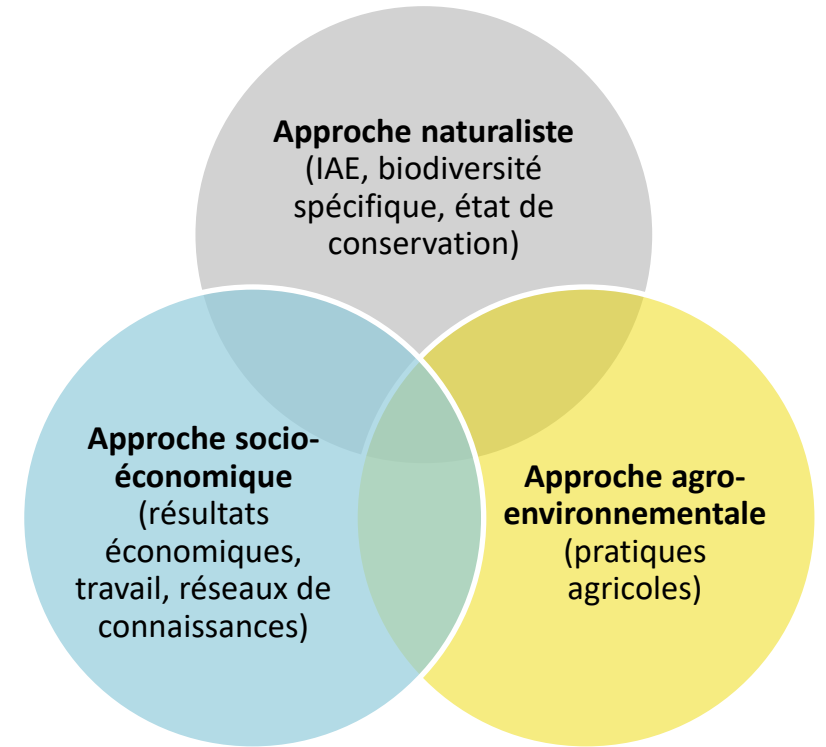 Approche naturaliste
(IAE, biodiversité
spécifique, état de
conservation)
Approche socio-
économique
(résultats
économiques,
travail, réseaux de
connaissances)
Approche agro-
environnementale
(pratiques
agricoles)